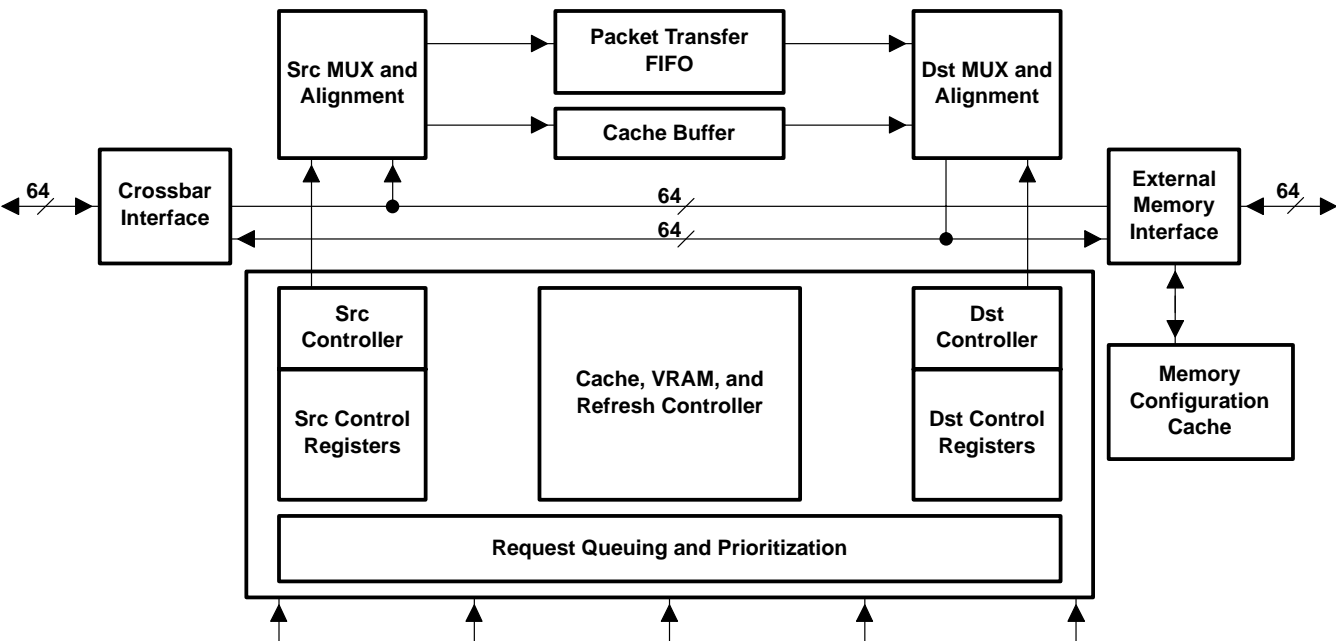 Src MUX and
Alignment
Packet Transfer
FIFO
Cache Buffer
Dst MUX and
Alignment
64
Crossbar
Interface
64
64
External
Memory
Interface
64
Src
Controller
Src Control
Registers
Cache, VRAM, and
Refresh Controller
Dst
Controller
Dst Control
Registers
Memory
Configuration
Cache
Request Queuing and Prioritization